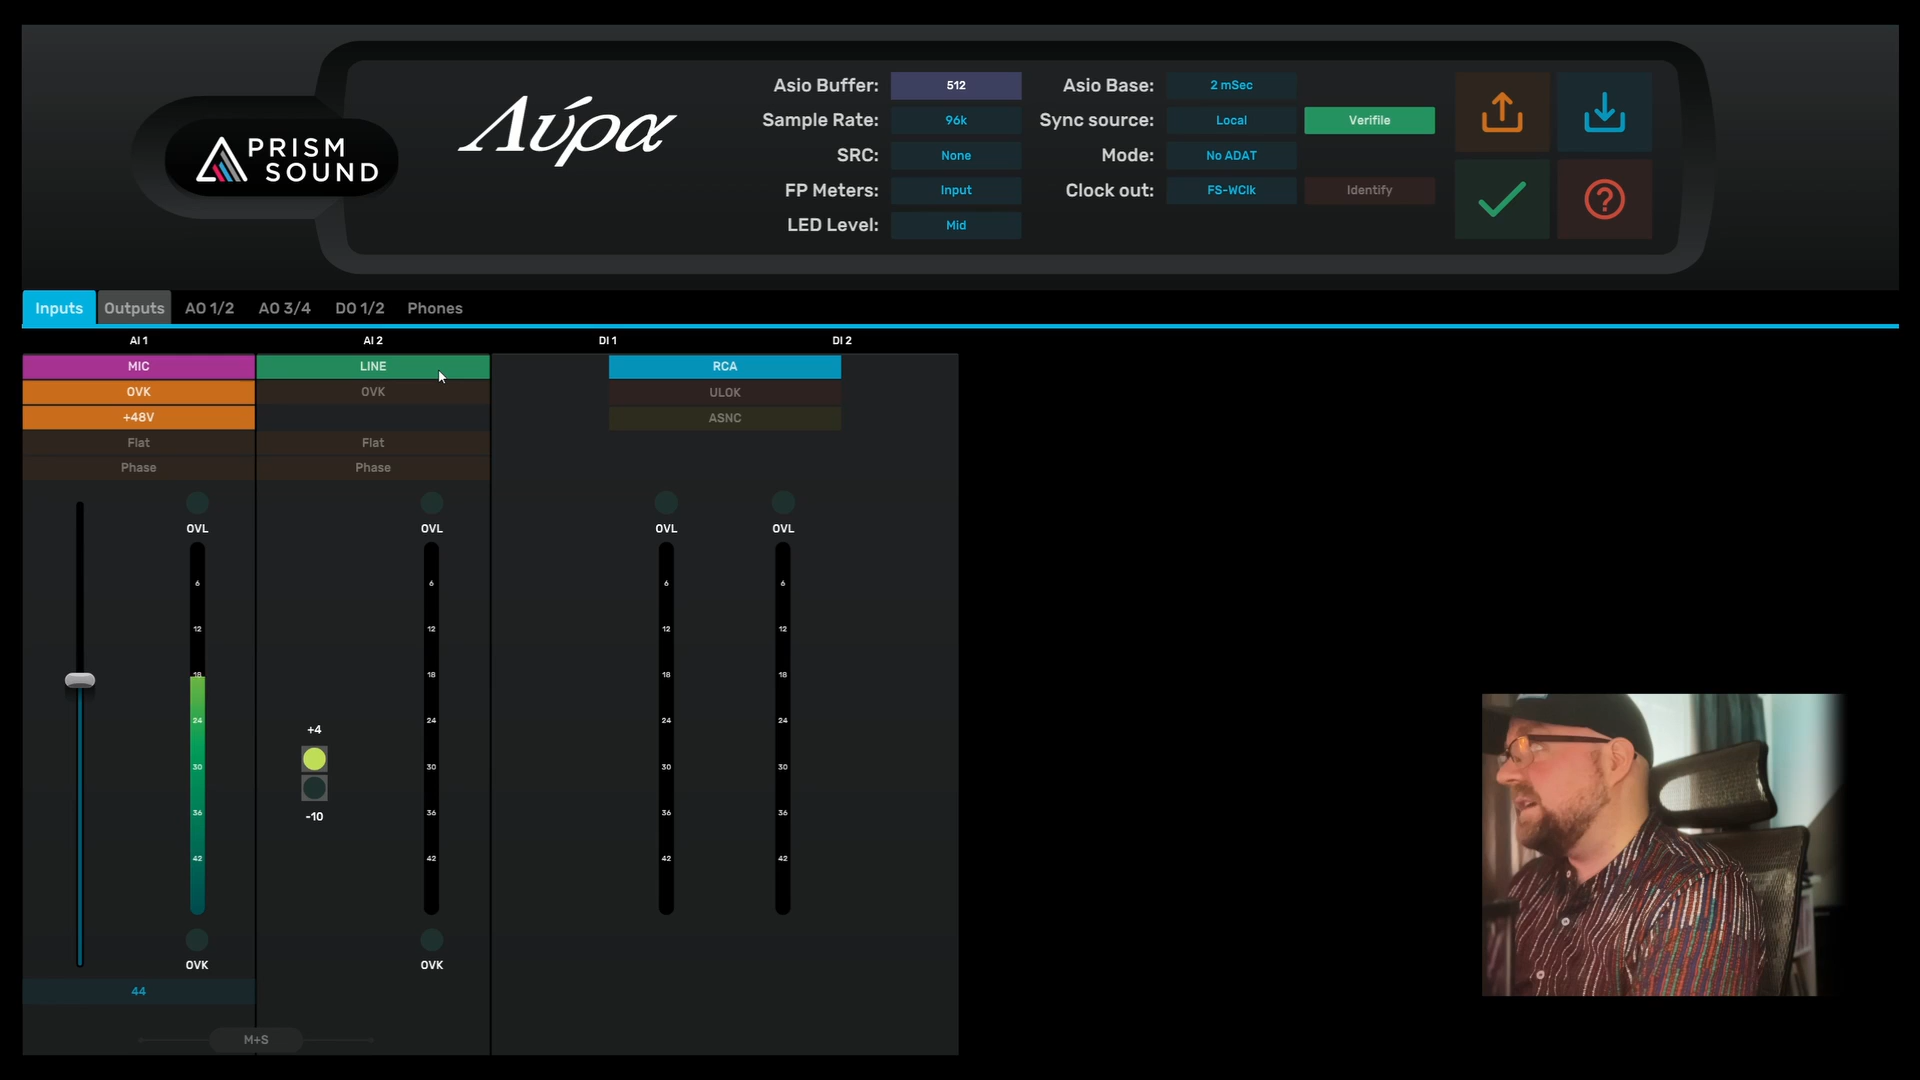 PRISM
SOUND
Λύρα
Asio Buffer: 512
Sample Rate: 96k
SRC: None
FP Meters: Input
LED Level: Mid
Asio Base: 2 mSec
Sync source: Local Verifile
Mode: No ADAT
Clock out: FS-WClk Identify
Inputs Outputs AO 1/2 AO 3/4 DO 1/2 Phones
AI 1 AI 2 DI 1 DI 2
MIC LINE RCA
OVK OVK ULOK
+48V ASNC
Flat Flat
Phase Phase
OVL OVL OVL OVL
6 6 6 6
12 12 12 12
18 18 18 18
24 24 24 24
+4
30 30 30 30
36 36 36 36
-10
42 42 42 42
OVK OVK
44
M+S